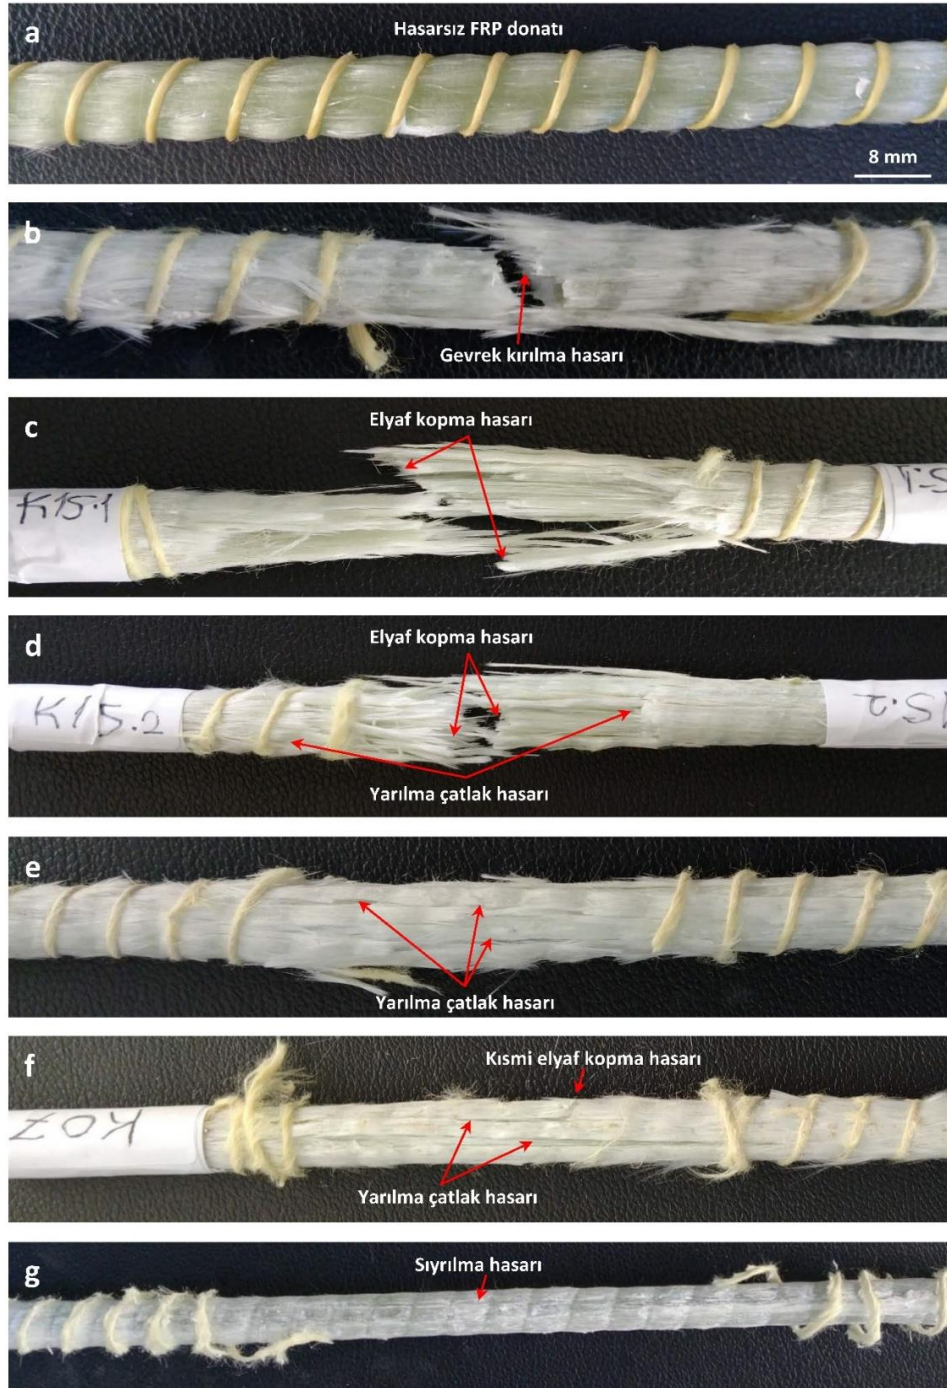 a
Hasarsız FRP donatı
8 mm
b
Gevrek kırılma hasarı
c
Elyaf kopma hasarı
K15.1
d
Elyaf kopma hasarı
K15.2
Yarılma çatlak hasarı
e
Yarılma çatlak hasarı
f
Kısmi elyaf kopma hasarı
K07
Yarılma çatlak hasarı
g
Sıyrılma hasarı